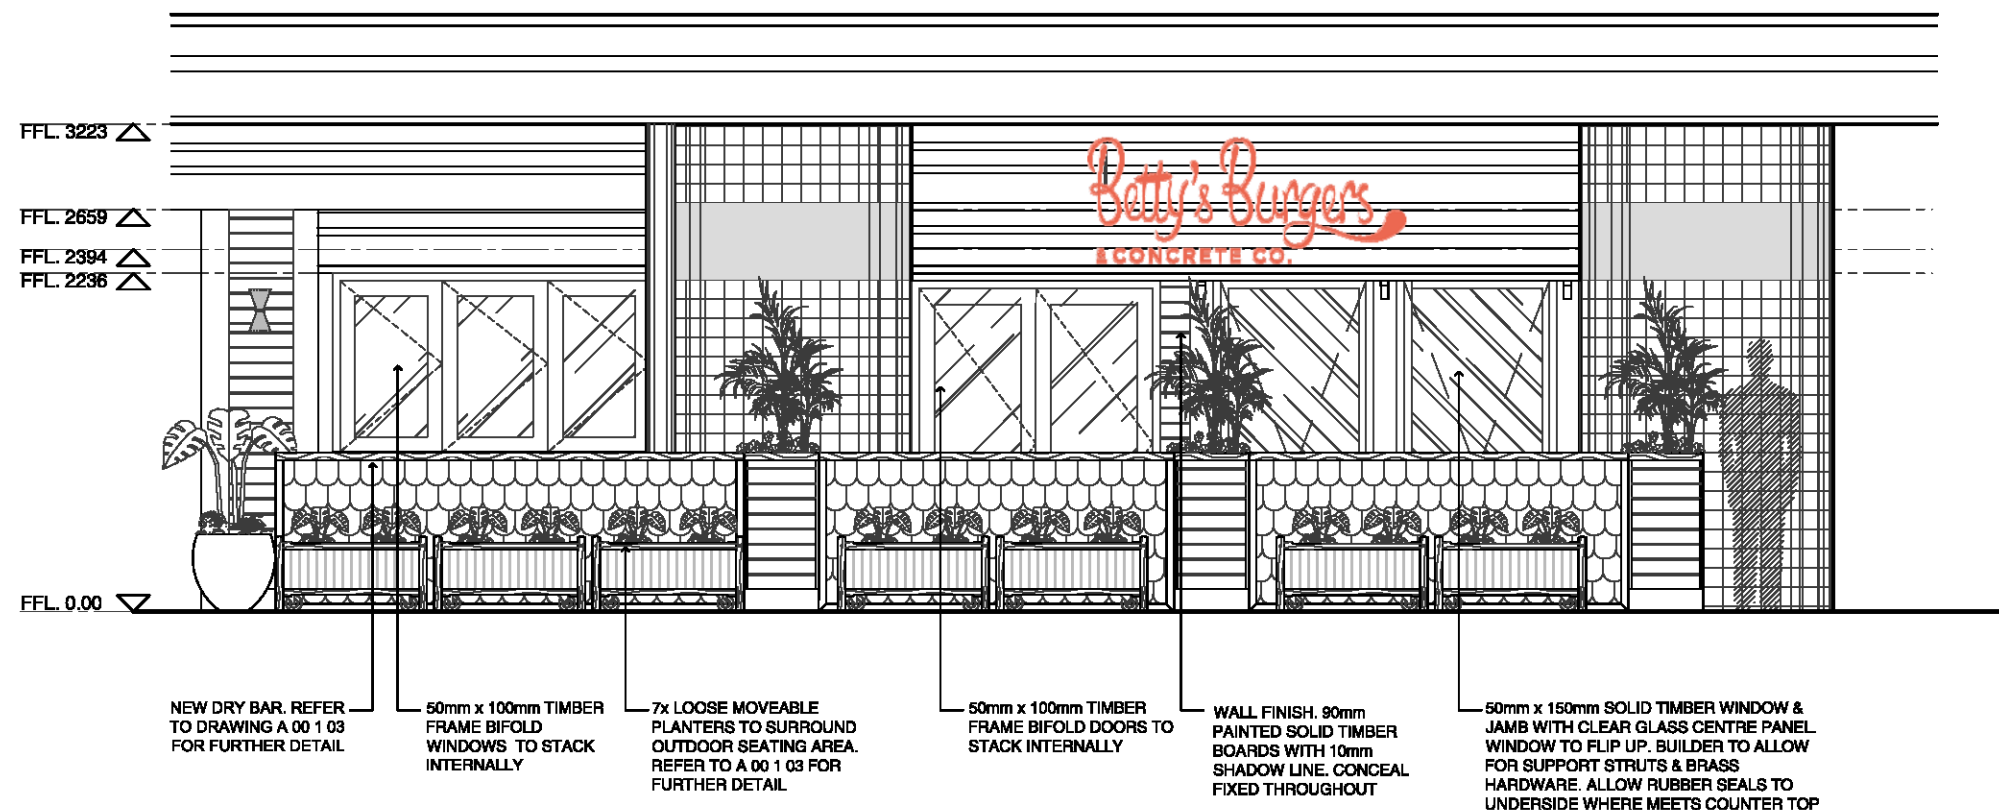 FFL. 3223
Betty's Burgers
& CONCRETE CO.
FFL. 2659
FFL. 2394
FFL. 2236
FFL. 0.00
NEW DRY BAR. REFER
TO DRAWING A 00 1 03
FOR FURTHER DETAIL
50mm x 100mm TIMBER
FRAME BIFOLD
WINDOWS TO STACK
INTERNALLY
7x LOOSE MOVEABLE
PLANTERS TO SURROUND
OUTDOOR SEATING AREA.
REFER TO A 00 1 03 FOR
FURTHER DETAIL
50mm x 100mm TIMBER
FRAME BIFOLD DOORS TO
STACK INTERNALLY
WALL FINISH. 90mm
PAINTED SOLID TIMBER
BOARDS WITH 10mm
SHADOW LINE. CONCEAL
FIXED THROUGHOUT
50mm x 150mm SOLID TIMBER WINDOW &
JAMB WITH CLEAR GLASS CENTRE PANEL
WINDOW TO FLIP UP. BUILDER TO ALLOW
FOR SUPPORT STRUTS & BRASS
HARDWARE. ALLOW RUBBER SEALS TO
UNDERSIDE WHERE MEETS COUNTER TOP